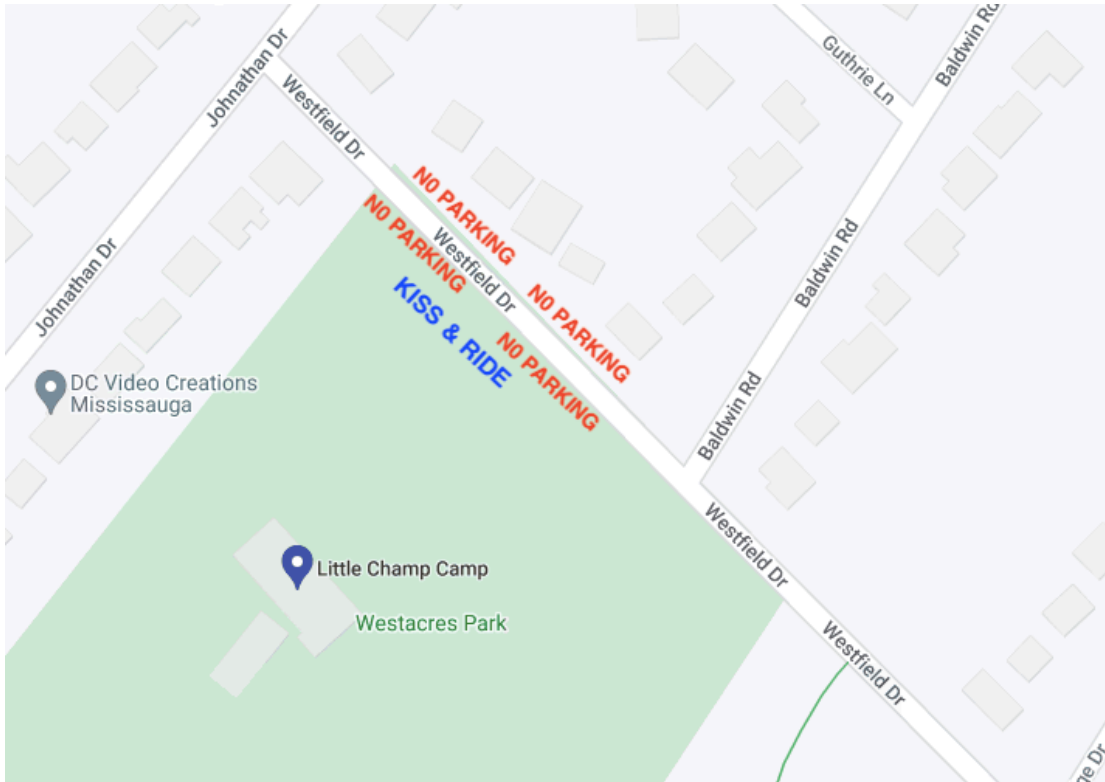 Johnathan Dr
Westfield Dr
Guthrie Ln
Baldwin Rd
N0 PARKING
N0 PARKING
Westfield Dr
Baldwin Rd
Johnathan Dr
KISS & RIDE
N0 PARKING
N0 PARKING
DC Video Creations
Mississauga
Baldwin Rd
Westfield Dr
Little Champ Camp
Westacres Park
Westfield Dr
ge Dr